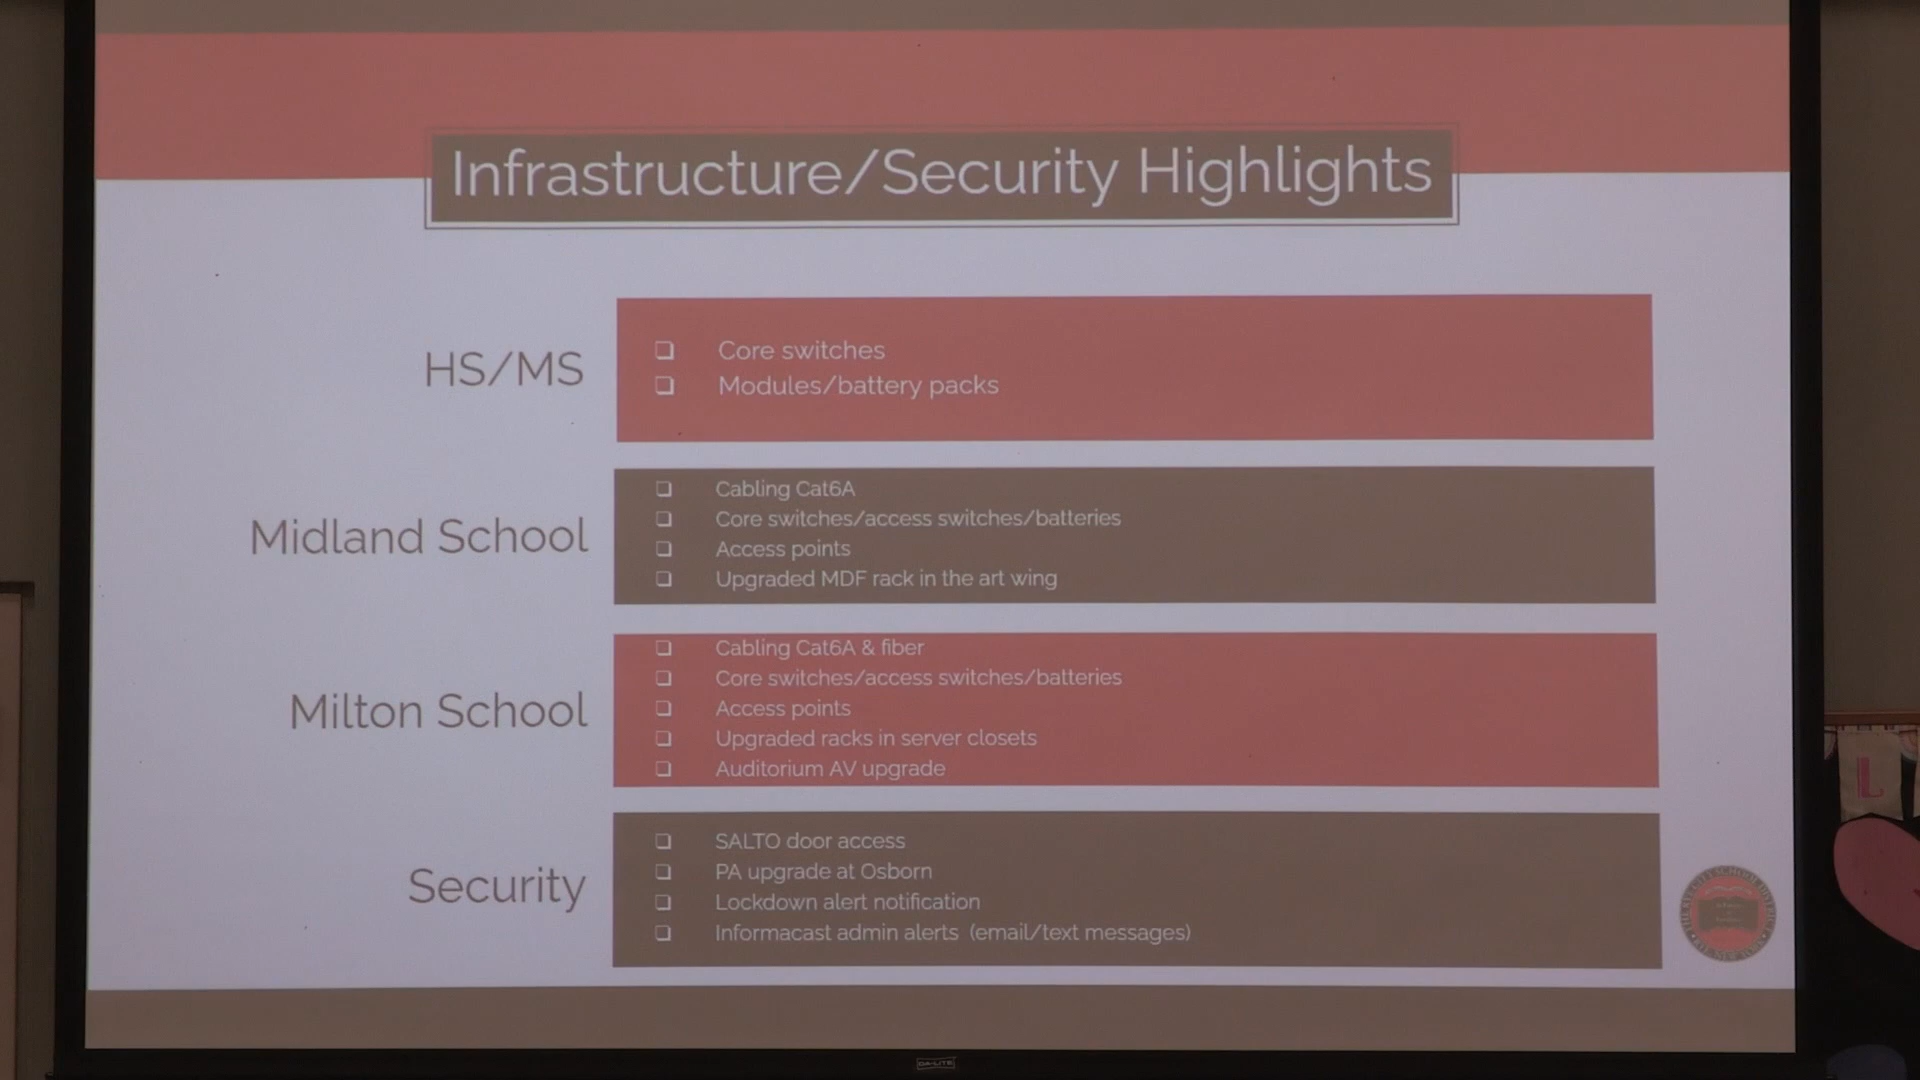 Infrastructure/Security Highlights
HS/MS
❏ Core switches
❏ Modules/battery packs
Midland School
❏ Cabling Cat6A
❏ Core switches/access switches/batteries
❏ Access points
❏ Upgraded MDF rack in the art wing
Milton School
❏ Cabling Cat6A & fiber
❏ Core switches/access switches/batteries
❏ Access points
❏ Upgraded racks in server closets
❏ Auditorium AV upgrade
Security
❏ SALTO door access
❏ PA upgrade at Osborn
❏ Lockdown alert notification
❏ Informacast admin alerts (email/text messages)
DA-LITE
L